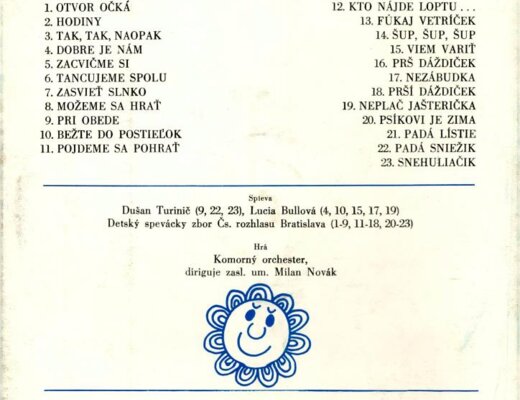 1. OTVOR OČKÁ
2. HODINY
3. TAK, TAK, NAOPAK
4. DOBRE JE NÁM
5. ZACVIČME SI
6. TANCUJEME SPOLU
7. ZASVIEŤ SLNKO
8. MOŽEME SA HRAŤ
9. PRI OBEDE
10. BEŽTE DO POSTIEĽOK
11. POJDEME SA POHRAŤ
12. KTO NÁJDE LOPTU...
13. FÚKAJ VETRÍČEK
14. ŠUP, ŠUP, ŠUP
15. VIEM VARIŤ
16. PRŠ DÁŽDIČEK
17. NEZÁBUDKA
18. PRŠÍ DÁŽDIČEK
19. NEPLAČ JAŠTERIČKA
20. PSÍKOVI JE ZIMA
21. PADÁ LÍSTIE
22. PADÁ SNIEŽIK
23. SNEHULIAČIK
Spieva
Dušan Turinič (9, 22, 23), Lucia Bullová (4, 10, 15, 17, 19)
Detský spevácky zbor Čs. rozhlasu Bratislava (1-9, 11-18, 20-23)
Hrá
Komorný orchester,
diriguje zasl. um. Milan Novák